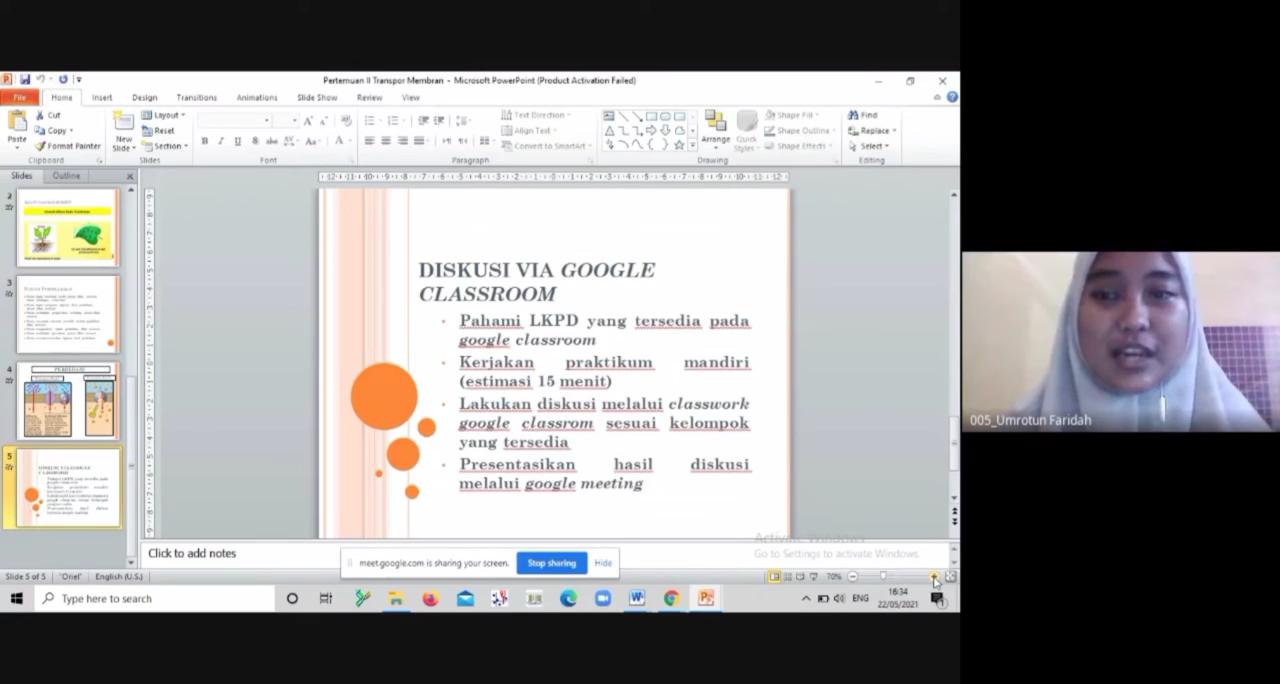 Pertemuan II Transpor Membran - Microsoft PowerPoint (Product Activation Failed)
File Home Insert Design Transitions Animations Slide Show Review View
Paste
Cut
Copy
Format Painter
Clipboard
New Slide
Layout
Reset
Section
Slides
Font
Text Direction
Align Text
Convert to SmartArt
Paragraph
Arrange
Quick Styles
Shape Fill
Shape Outline
Shape Effects
Drawing
Find
Replace
Select
Editing
Slides Outline
2
3
4
5
DISKUSI VIA GOOGLE
CLASSROOM
Pahami LKPD yang tersedia pada
google classroom
Kerjakan praktikum mandiri
(estimasi 15 menit)
Lakukan diskusi melalui classwork
google classrom sesuai kelompok
yang tersedia
Presentasikan hasil diskusi
melalui google meeting
005_Umrotun Faridah
Activate Windows
Go to Settings to activate Windows.
Click to add notes
meet.google.com is sharing your screen. Stop sharing Hide
Slide 5 of 5 "Oriel" English (U.S.) 70%
Type here to search
ENG
16:34
22/05/2021